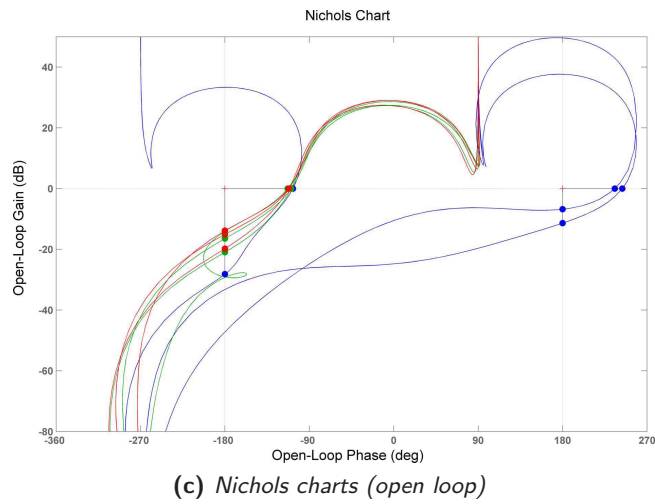 Nichols Chart
Open-Loop Gain (dB)
40
20
0
-20
-40
-60
-80
-360 -270 -180 -90 0 90 180 270
Open-Loop Phase (deg)
(c) Nichols charts (open loop)